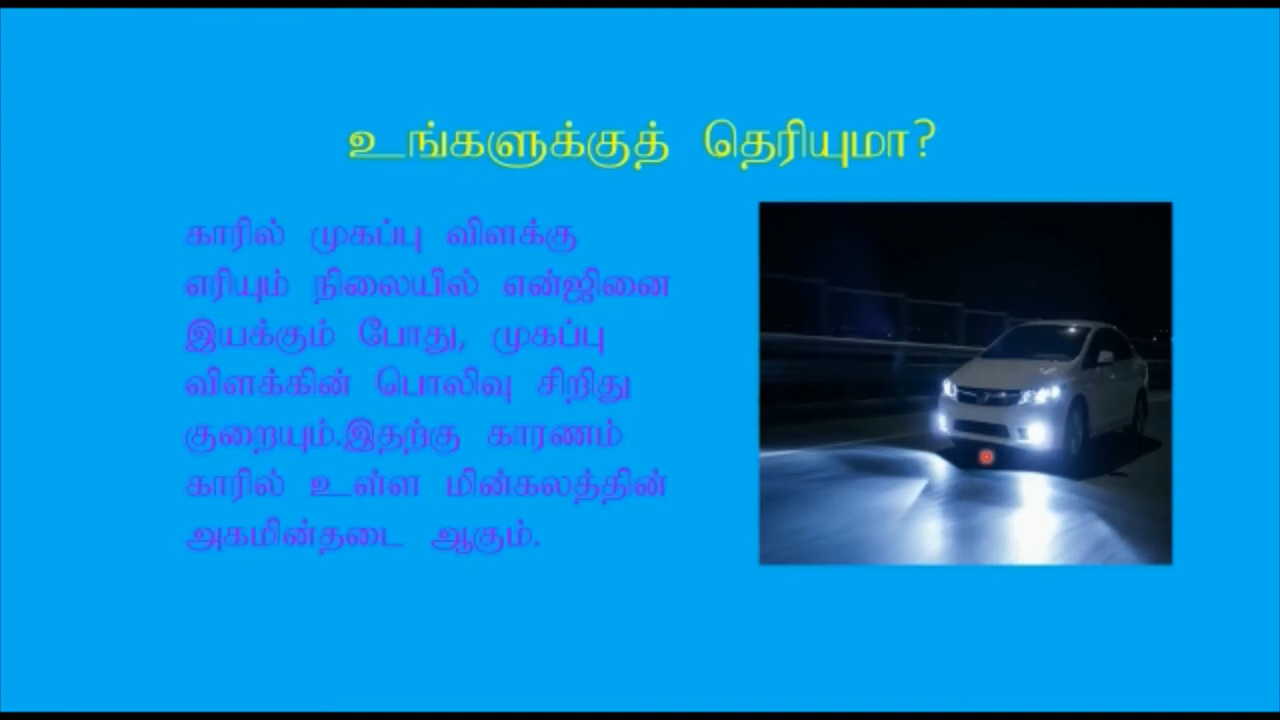 உங்களுக்குத் தெரியுமா?
காரில் முகப்பு விளக்கு
எரியும் நிலையில் என்ஜினை
இயக்கும் போது, முகப்பு
விளக்கின் பொலிவு சிறிது
குறையும்.இதற்கு காரணம்
காரில் உள்ள மின்கலத்தின்
அகமின்தடை ஆகும்.